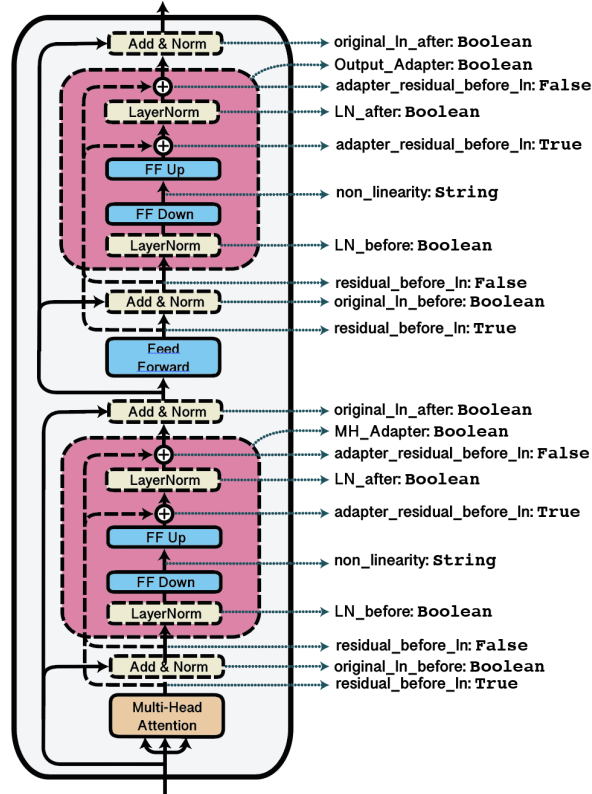 Add & Norm
original_ln_after: Boolean
Output_Adapter: Boolean
adapter_residual_before_ln: False
LayerNorm
LN_after: Boolean
adapter_residual_before_ln: True
FF Up
non_linearity: String
FF Down
LayerNorm
LN_before: Boolean
residual_before_ln: False
Add & Norm
original_ln_before: Boolean
residual_before_ln: True
Feed
Forward
Add & Norm
original_ln_after: Boolean
MH_Adapter: Boolean
adapter_residual_before_ln: False
LayerNorm
LN_after: Boolean
adapter_residual_before_ln: True
FF Up
non_linearity: String
FF Down
LayerNorm
LN_before: Boolean
residual_before_ln: False
Add & Norm
original_ln_before: Boolean
residual_before_ln: True
Multi-Head
Attention